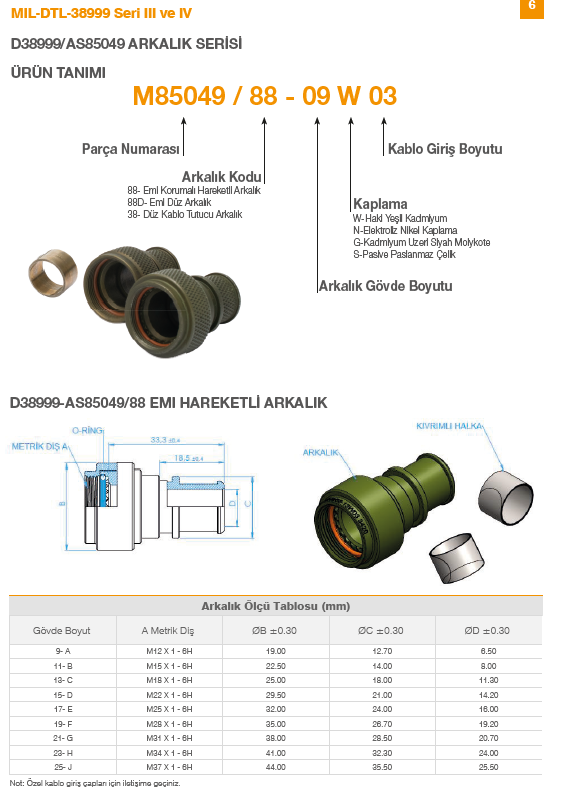 MIL-DTL-38999 Seri III ve IV
6
D38999/AS85049 ARKALIK SERİSİ
ÜRÜN TANIMI
M85049 / 88 - 09 W 03
Parça Numarası
Kablo Giriş Boyutu
Arkalık Kodu
88- Emi Korumalı Hareketli Arkalık
88D- Emi Düz Arkalık
38- Düz Kablo Tutucu Arkalık
Kaplama
W-Haki Yeşil Kadmiyum
N-Elektroliz Nikel Kaplama
G-Kadmiyum Uzeri Siyah Molykote
S-Pasive Paslanmaz Çelik
Arkalık Gövde Boyutu
D38999-AS85049/88 EMI HAREKETLİ ARKALIK
O-RİNG
METRİK DİŞ A
33,3 ±0.4
18,5 ±0.4
B
D
C
ARKALIK
KIVRIMLI HALKA
Arkalık Ölçü Tablosu (mm)
Gövde Boyut A Metrik Diş ØB ±0.30 ØC ±0.30 ØD ±0.30
9- A M12 X 1 - 6H 19.00 12.70 6.50
11- B M15 X 1 - 6H 22.50 14.00 8.00
13- C M18 X 1 - 6H 25.00 18.00 11.30
15- D M22 X 1 - 6H 29.50 21.00 14.20
17- E M25 X 1 - 6H 32.00 24.00 16.00
19- F M28 X 1 - 6H 35.00 26.70 19.20
21- G M31 X 1 - 6H 38.00 28.50 20.70
23- H M34 X 1 - 6H 41.00 32.30 24.00
25- J M37 X 1 - 6H 44.00 35.50 25.50
Not: Özel kablo giriş çapları için iletişime geçiniz.